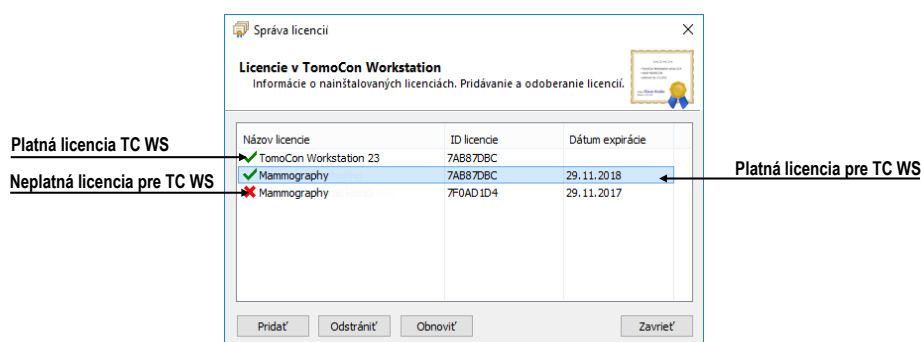 Správa licencií
Licencie v TomoCon Workstation
Informácie o nainštalovaných licenciách. Pridávanie a odoberanie licencií.
Názov licencie ID licencie Dátum expirácie
Platná licencia TC WS
TomoCon Workstation 23 7AB87DBC
Mammography 7AB87DBC 29.11.2018
Platná licencia pre TC WS
Neplatná licencia pre TC WS
Mammography 7F0AD1D4 29.11.2017
Pridať Odstrániť Obnoviť Zavrieť